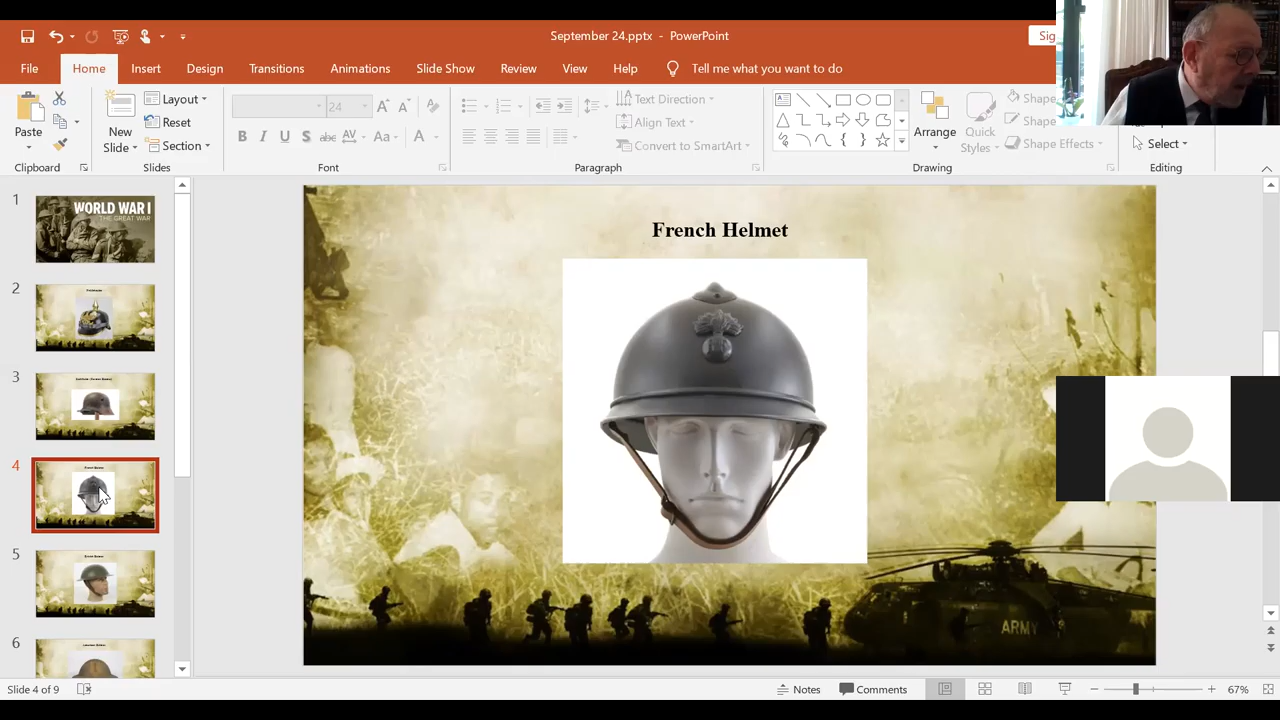 September 24.pptx - PowerPoint
Sig
File Home Insert Design Transitions Animations Slide Show Review View Help Tell me what you want to do
Paste
Clipboard
New Slide
Layout
Reset
Section
Slides
24
B I U S abc AV Aa A
Font
Text Direction
Align Text
Convert to SmartArt
Paragraph
Arrange
Quick Styles
Shape
Shape
Shape Effects
Drawing
Select
Editing
1
WORLD WAR I
THE GREAT WAR
2
3
4
5
6
French Helmet
ARMY
Slide 4 of 9
Notes
Comments
67%